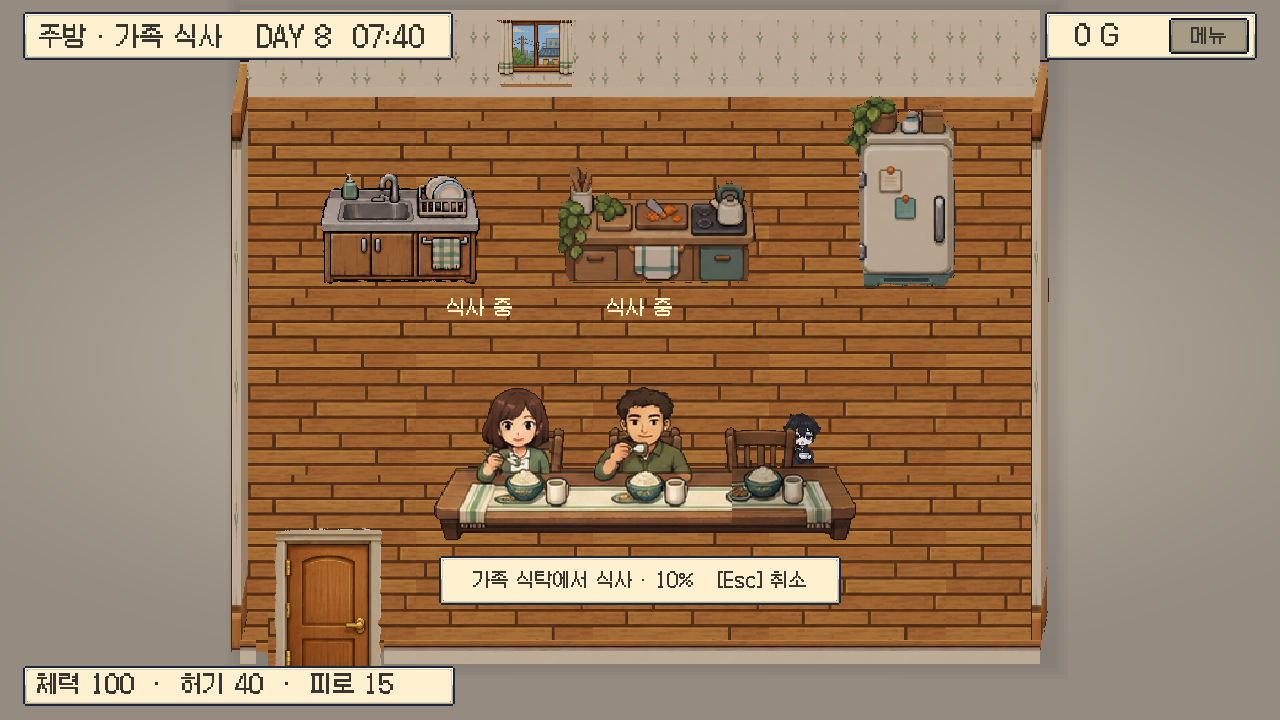 주방 · 가족 식사 DAY 8 07:40
0 G
메뉴
식사 중
식사 중
가족 식탁에서 식사 · 10% [Esc] 취소
체력 100 · 허기 40 · 피로 15